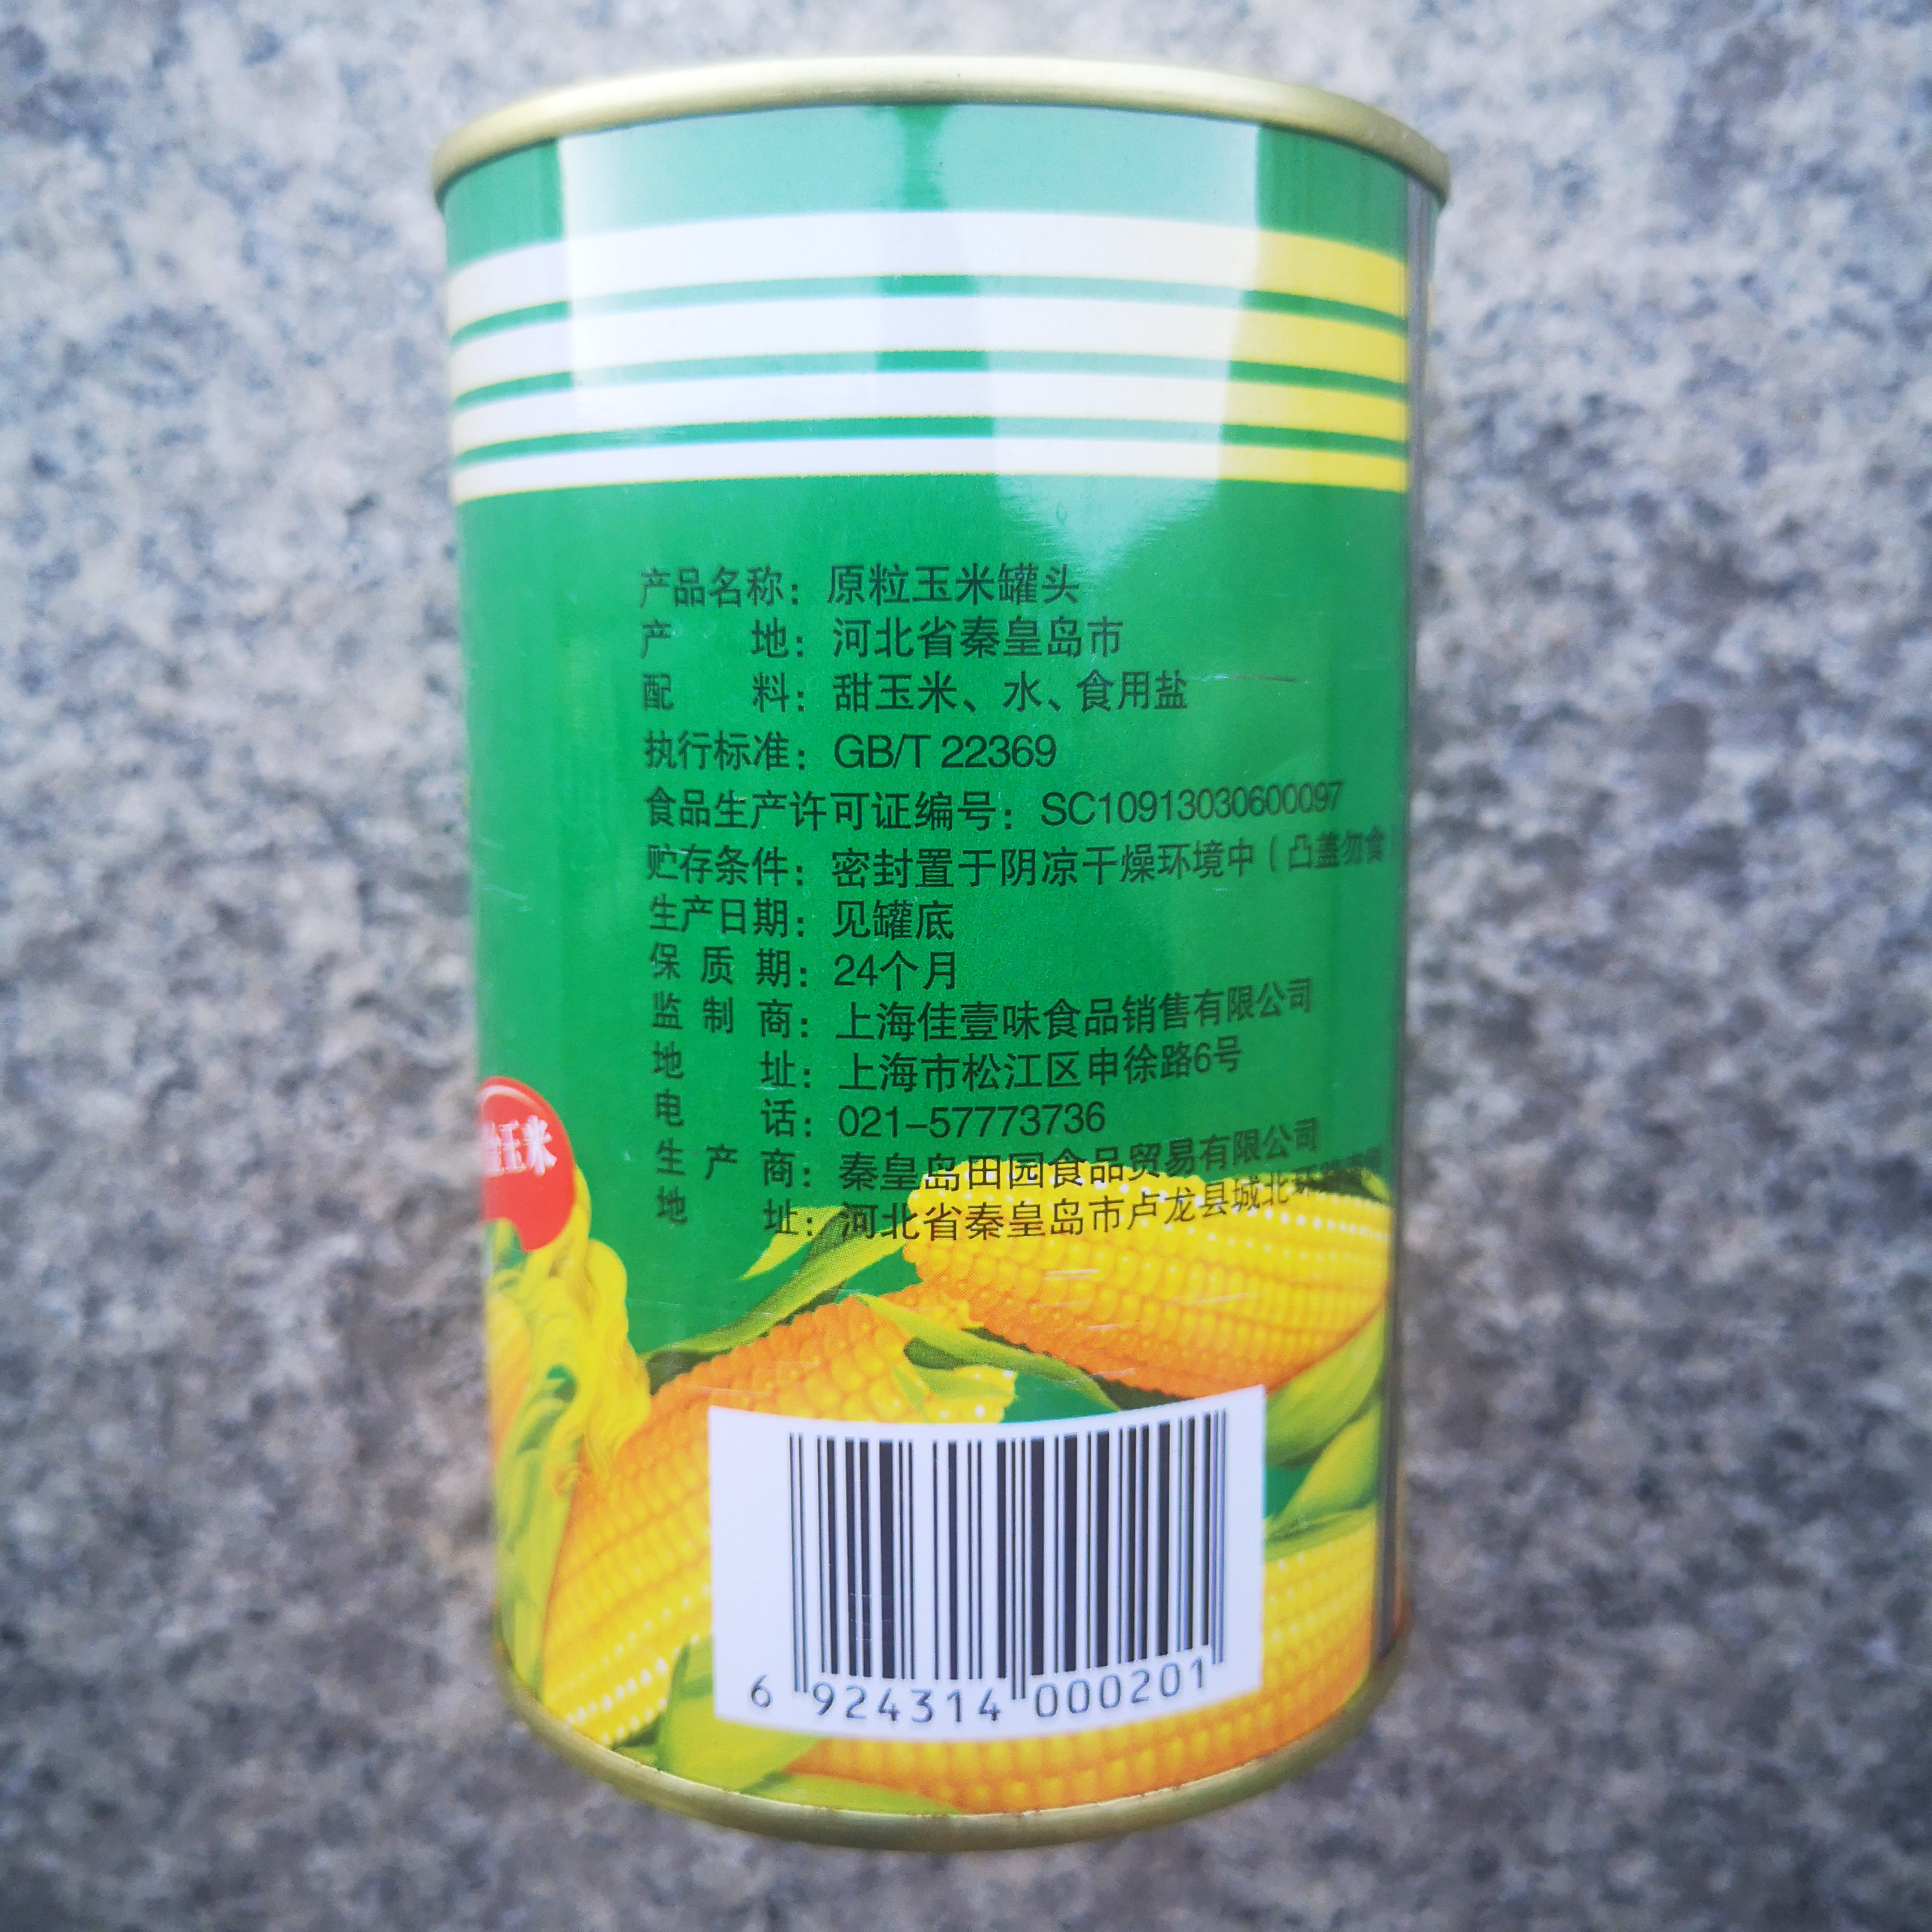 产品名称：原粒玉米罐头
产地：河北省秦皇岛市
配料：甜玉米、水、食用盐
执行标准：GB/T 22369
食品生产许可证编号：SC10913030600097
贮存条件：密封置于阴凉干燥环境中（凸盖勿食）
生产日期：见罐底
保质期：24个月
监制商：上海佳壹味食品销售有限公司
地址：上海市松江区申徐路6号
电话：021-57773736
生产商：秦皇岛田园食品贸易有限公司
地址：河北省秦皇岛市卢龙县城北环路
玉米
6 924314 000201